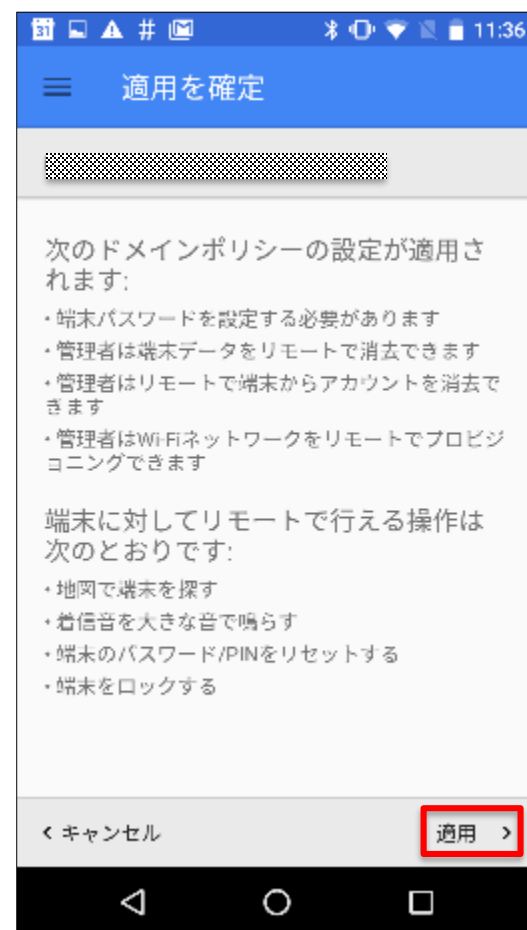 31 # 11:36
適用を確定
次のドメインポリシーの設定が適用さ
れます:
・端末パスワードを設定する必要があります
・管理者は端末データをリモートで消去できます
・管理者はリモートで端末からアカウントを消去で
きます
・管理者はWi-Fiネットワークをリモートでプロビジ
ョニングできます
端末に対してリモートで行える操作は
次のとおりです:
・地図で端末を探す
・着信音を大きな音で鳴らす
・端末のパスワード/PINをリセットする
・端末をロックする
キャンセル 適用